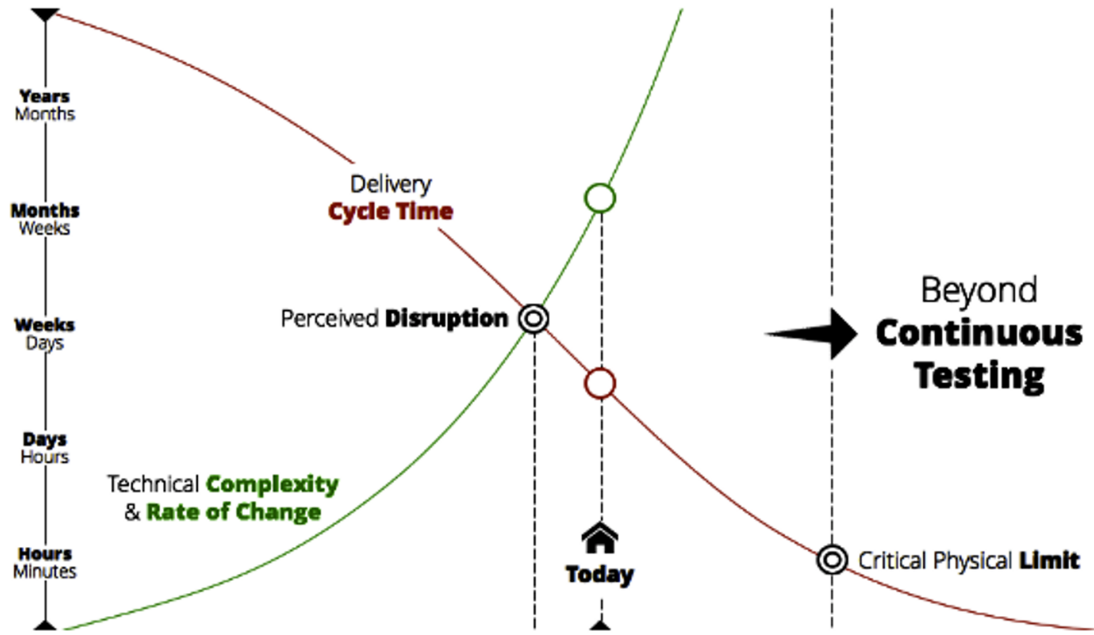 Years
Months
Months
Weeks
Weeks
Days
Days
Hours
Hours
Minutes
Delivery
Cycle Time
Perceived Disruption
Technical Complexity
& Rate of Change
Today
Beyond
Continuous
Testing
Critical Physical Limit